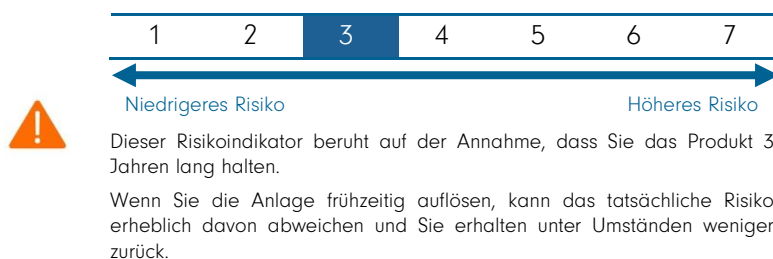 1 2 3 4 5 6 7
Niedrigeres Risiko Höheres Risiko
Dieser Risikoindikator beruht auf der Annahme, dass Sie das Produkt 3
Jahren lang halten.
Wenn Sie die Anlage frühzeitig auflösen, kann das tatsächliche Risiko
erheblich davon abweichen und Sie erhalten unter Umständen weniger
zurück.